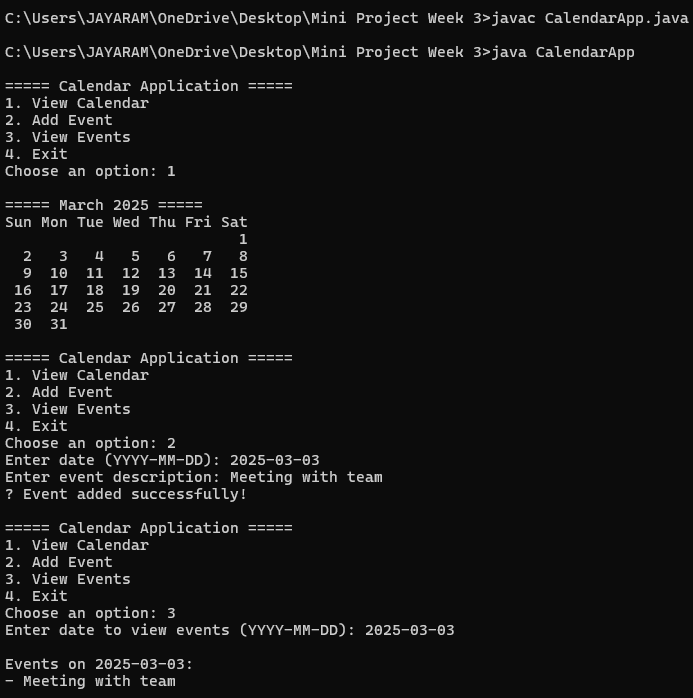 C:\Users\JAYARAM\OneDrive\Desktop\Mini Project Week 3>javac CalendarApp.java

C:\Users\JAYARAM\OneDrive\Desktop\Mini Project Week 3>java CalendarApp

===== Calendar Application =====
1. View Calendar
2. Add Event
3. View Events
4. Exit
Choose an option: 1

===== March 2025 =====
Sun Mon Tue Wed Thu Fri Sat
                          1
  2   3   4   5   6   7   8
  9  10  11  12  13  14  15
 16  17  18  19  20  21  22
 23  24  25  26  27  28  29
 30  31

===== Calendar Application =====
1. View Calendar
2. Add Event
3. View Events
4. Exit
Choose an option: 2
Enter date (YYYY-MM-DD): 2025-03-03
Enter event description: Meeting with team
? Event added successfully!

===== Calendar Application =====
1. View Calendar
2. Add Event
3. View Events
4. Exit
Choose an option: 3
Enter date to view events (YYYY-MM-DD): 2025-03-03

Events on 2025-03-03:
- Meeting with team